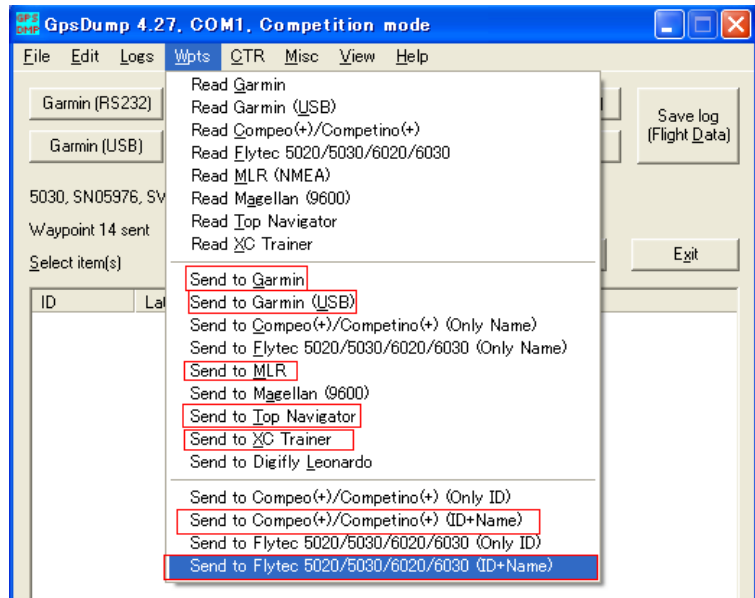 GPS DMP GpsDump 4.27, COM1, Competition mode
File Edit Logs Wpts CTR Misc View Help
Read Garmin
Garmin (RS232)
Read Garmin (USB)
Save log
(Flight Data)
Read Compeo(+)/Competino(+)
Garmin (USB)
Read Flytec 5020/5030/6020/6030
Read MLR (NMEA)
5030, SN05976, SV
Read Magellan (9600)
Read Top Navigator
Waypoint 14 sent
Read XC Trainer
Select item(s)
Exit
Send to Garmin
ID
Send to Garmin (USB)
Send to Compeo(+)/Competino(+) (Only Name)
Send to Flytec 5020/5030/6020/6030 (Only Name)
Send to MLR
Send to Magellan (9600)
Send to Top Navigator
Send to XC Trainer
Send to Digifly Leonardo
Send to Compeo(+)/Competino(+) (Only ID)
Send to Compeo(+)/Competino(+) (ID+Name)
Send to Flytec 5020/5030/6020/6030 (Only ID)
Send to Flytec 5020/5030/6020/6030 (ID+Name)